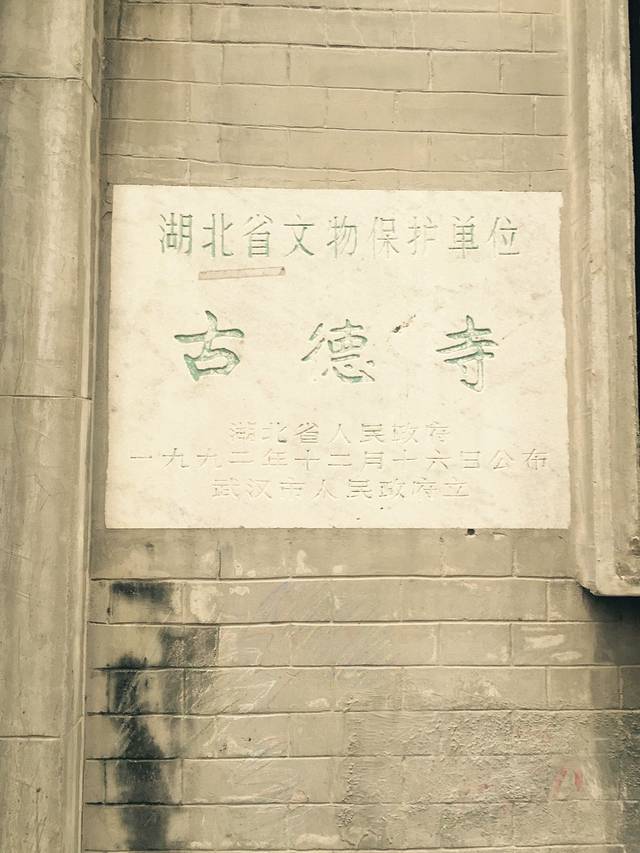 湖北省文物保护单位
古德寺
湖北省人民政府
一九九二年十二月十六日公布
武汉市人民政府立